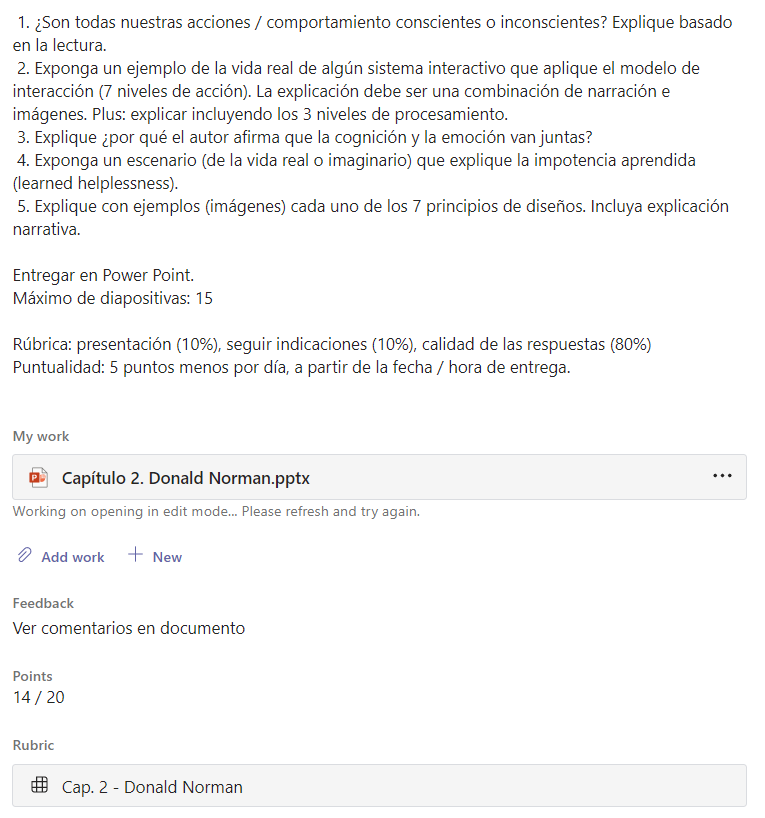 1. ¿Son todas nuestras acciones / comportamiento conscientes o inconscientes? Explique basado
en la lectura.
2. Exponga un ejemplo de la vida real de algún sistema interactivo que aplique el modelo de
interacción (7 niveles de acción). La explicación debe ser una combinación de narración e
imágenes. Plus: explicar incluyendo los 3 niveles de procesamiento.
3. Explique ¿por qué el autor afirma que la cognición y la emoción van juntas?
4. Exponga un escenario (de la vida real o imaginario) que explique la impotencia aprendida
(learned helplessness).
5. Explique con ejemplos (imágenes) cada uno de los 7 principios de diseños. Incluya explicación
narrativa.
Entregar en Power Point.
Máximo de diapositivas: 15
Rúbrica: presentación (10%), seguir indicaciones (10%), calidad de las respuestas (80%)
Puntualidad: 5 puntos menos por día, a partir de la fecha / hora de entrega.
My work
Capítulo 2. Donald Norman.pptx
Working on opening in edit mode... Please refresh and try again.
Add work New
Feedback
Ver comentarios en documento
Points
14 / 20
Rubric
Cap. 2 - Donald Norman